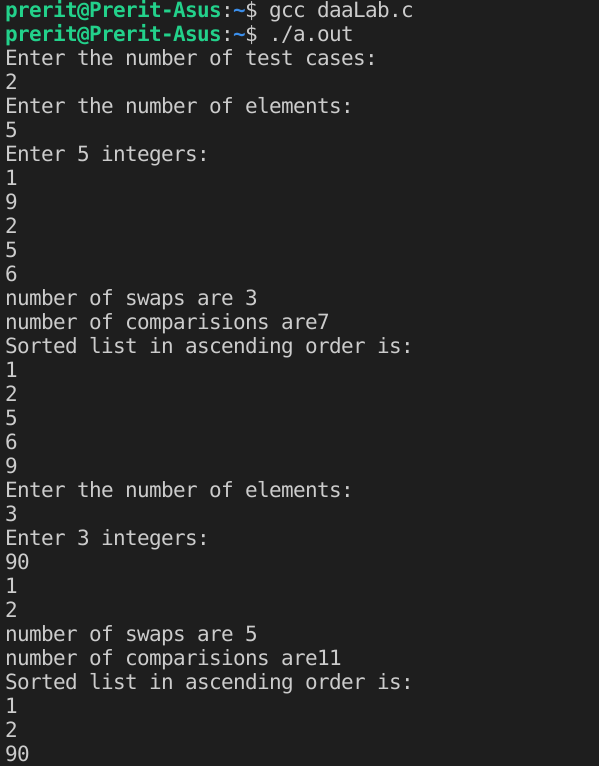 prerit@Prerit-Asus:~$ gcc daaLab.c
prerit@Prerit-Asus:~$ ./a.out
Enter the number of test cases:
2
Enter the number of elements:
5
Enter 5 integers:
1
9
2
5
6
number of swaps are 3
number of comparisions are7
Sorted list in ascending order is:
1
2
5
6
9
Enter the number of elements:
3
Enter 3 integers:
90
1
2
number of swaps are 5
number of comparisions are11
Sorted list in ascending order is:
1
2
90